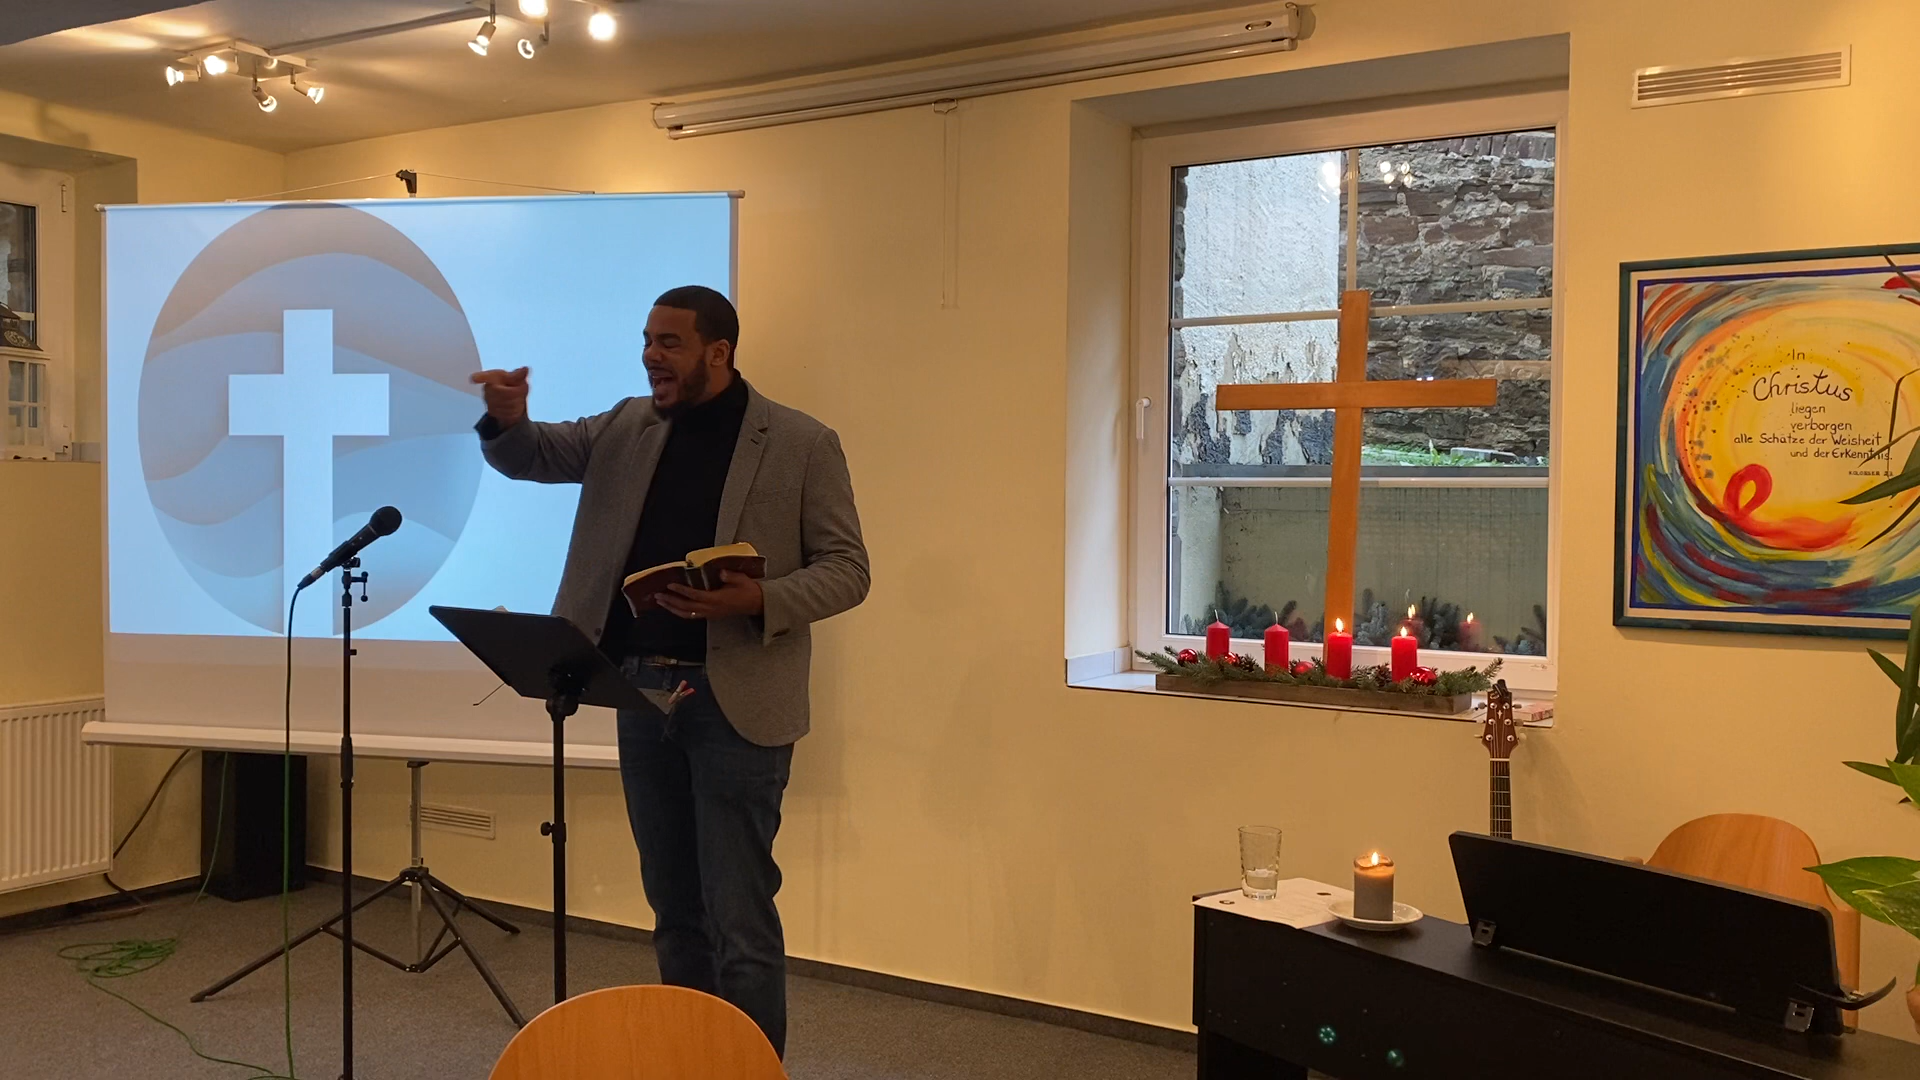 In
Christus
liegen
verborgen
alle Schätze der Weisheit
und der Erkenntnis.